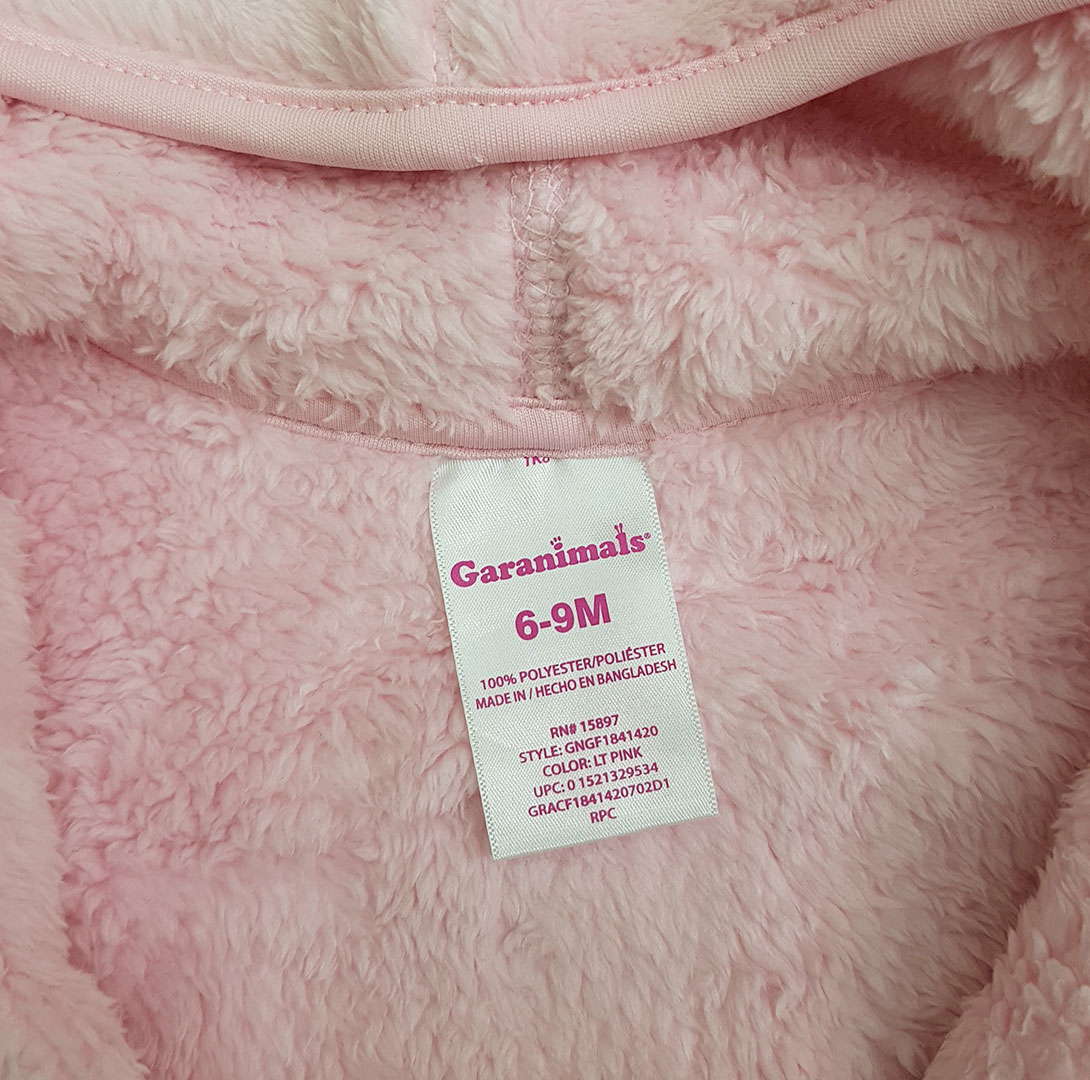 Garanimals®
6-9M
100% POLYESTER/POLIÉSTER
MADE IN / HECHO EN BANGLADESH
RN# 15897
STYLE: GNGF1841420
COLOR: LT PINK
UPC: 0 1521329534
GRACF1841420702D1
RPC